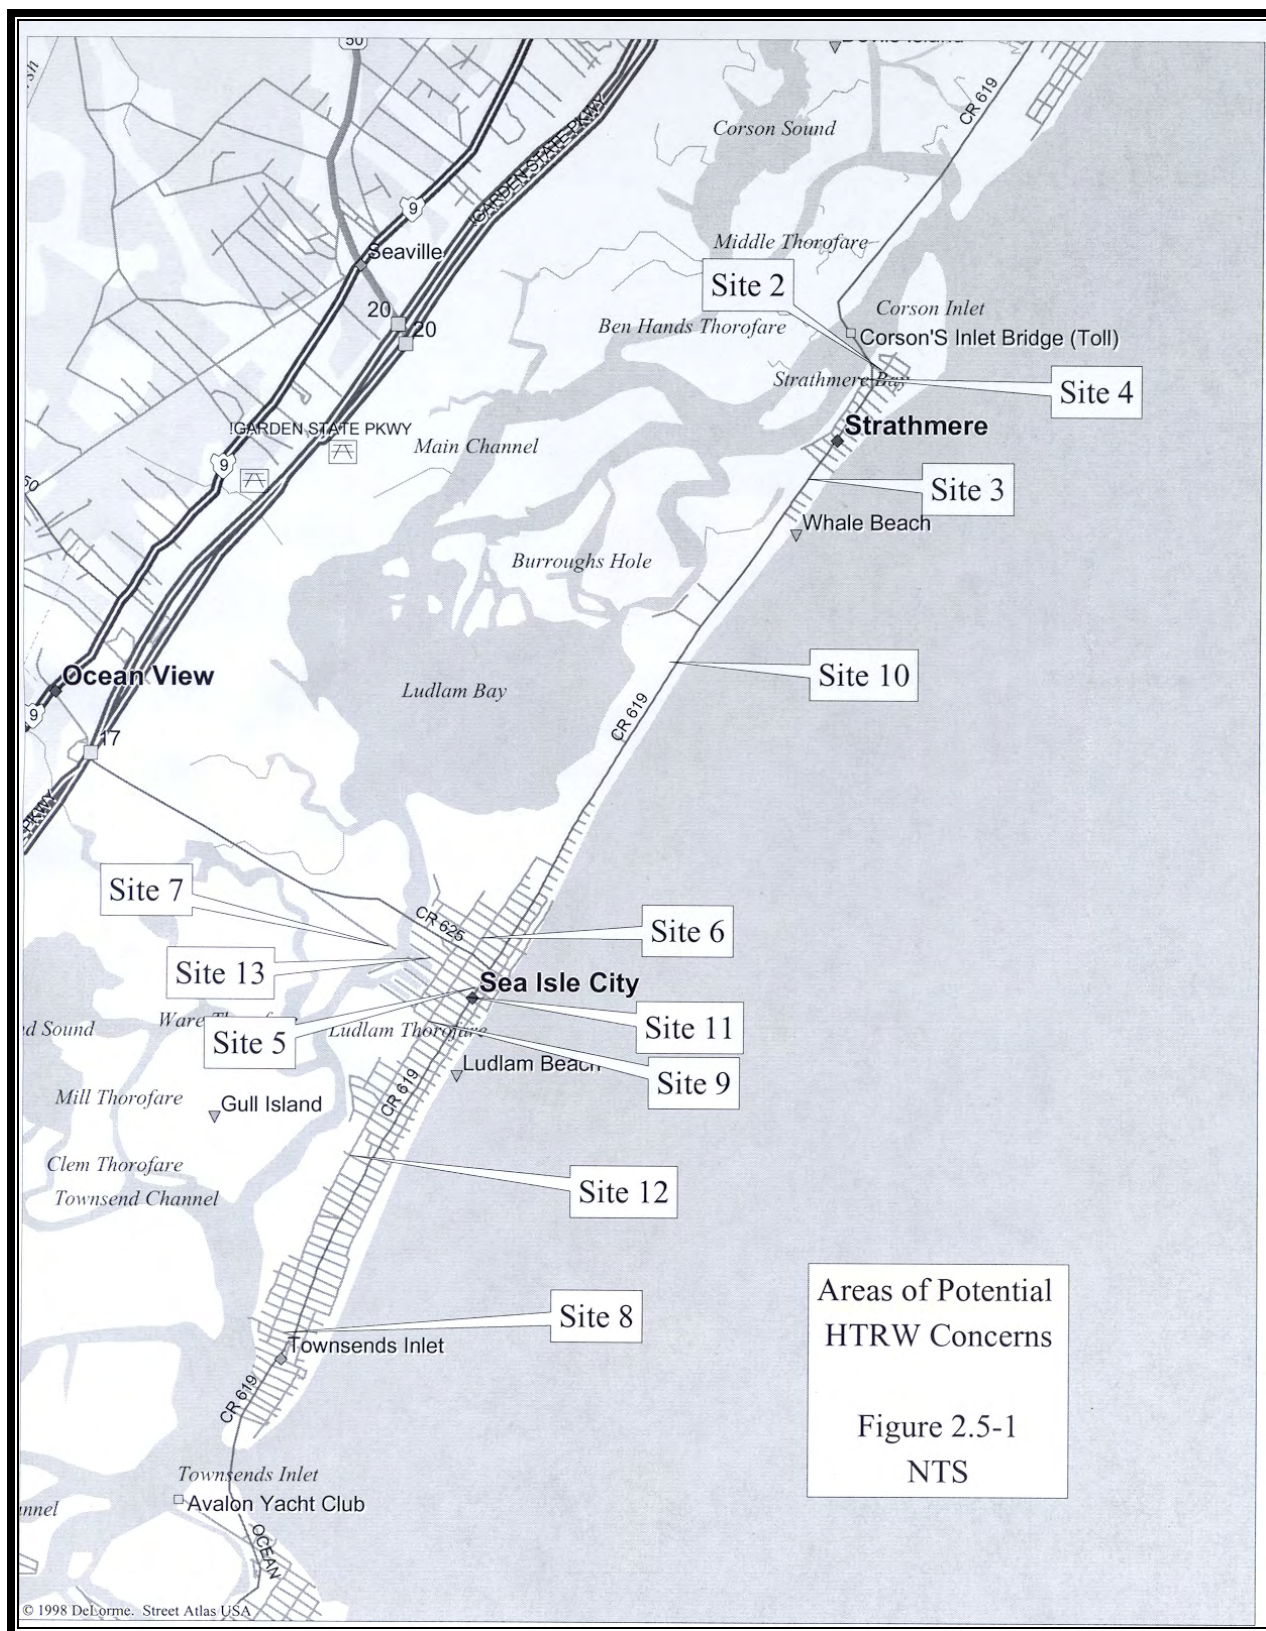 50
CR 619
Corson Sound
!GARDEN STATE PKWY
9
Seaville
Middle Thorofare
Site 2
20
20
Corson Inlet
Ben Hands Thorofare
Corson'S Inlet Bridge (Toll)
Strathmere Bay
Site 4
Strathmere
!GARDEN STATE PKWY
Main Channel
9
50
Site 3
Whale Beach
Burroughs Hole
Ocean View
Site 10
Ludlam Bay
9
CR 619
17
PKWY
Site 7
CR 625
Site 6
Site 13
Sea Isle City
Site 11
Ludlam Thorofare
Site 5
Ludlam Beach
Site 9
CR 619
Mill Thorofare
Gull Island
Clem Thorofare
Townsend Channel
Site 12
Areas of Potential
HTRW Concerns
Figure 2.5-1
NTS
Site 8
Townsends Inlet
CR 619
Townsends Inlet
Avalon Yacht Club
OCEAN
© 1998 DeLorme. Street Atlas USA